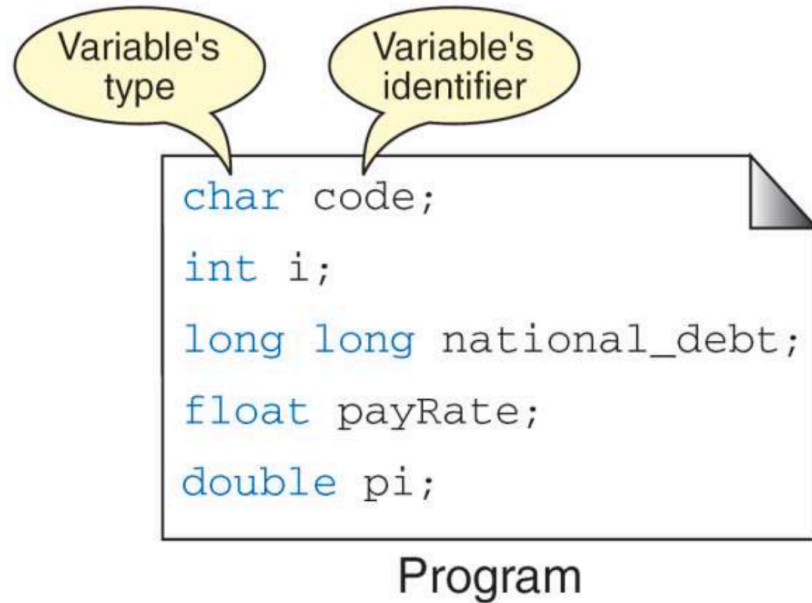 Variable's
type
Variable's
identifier
char code;
int i;
long long national_debt;
float payRate;
double pi;
Program